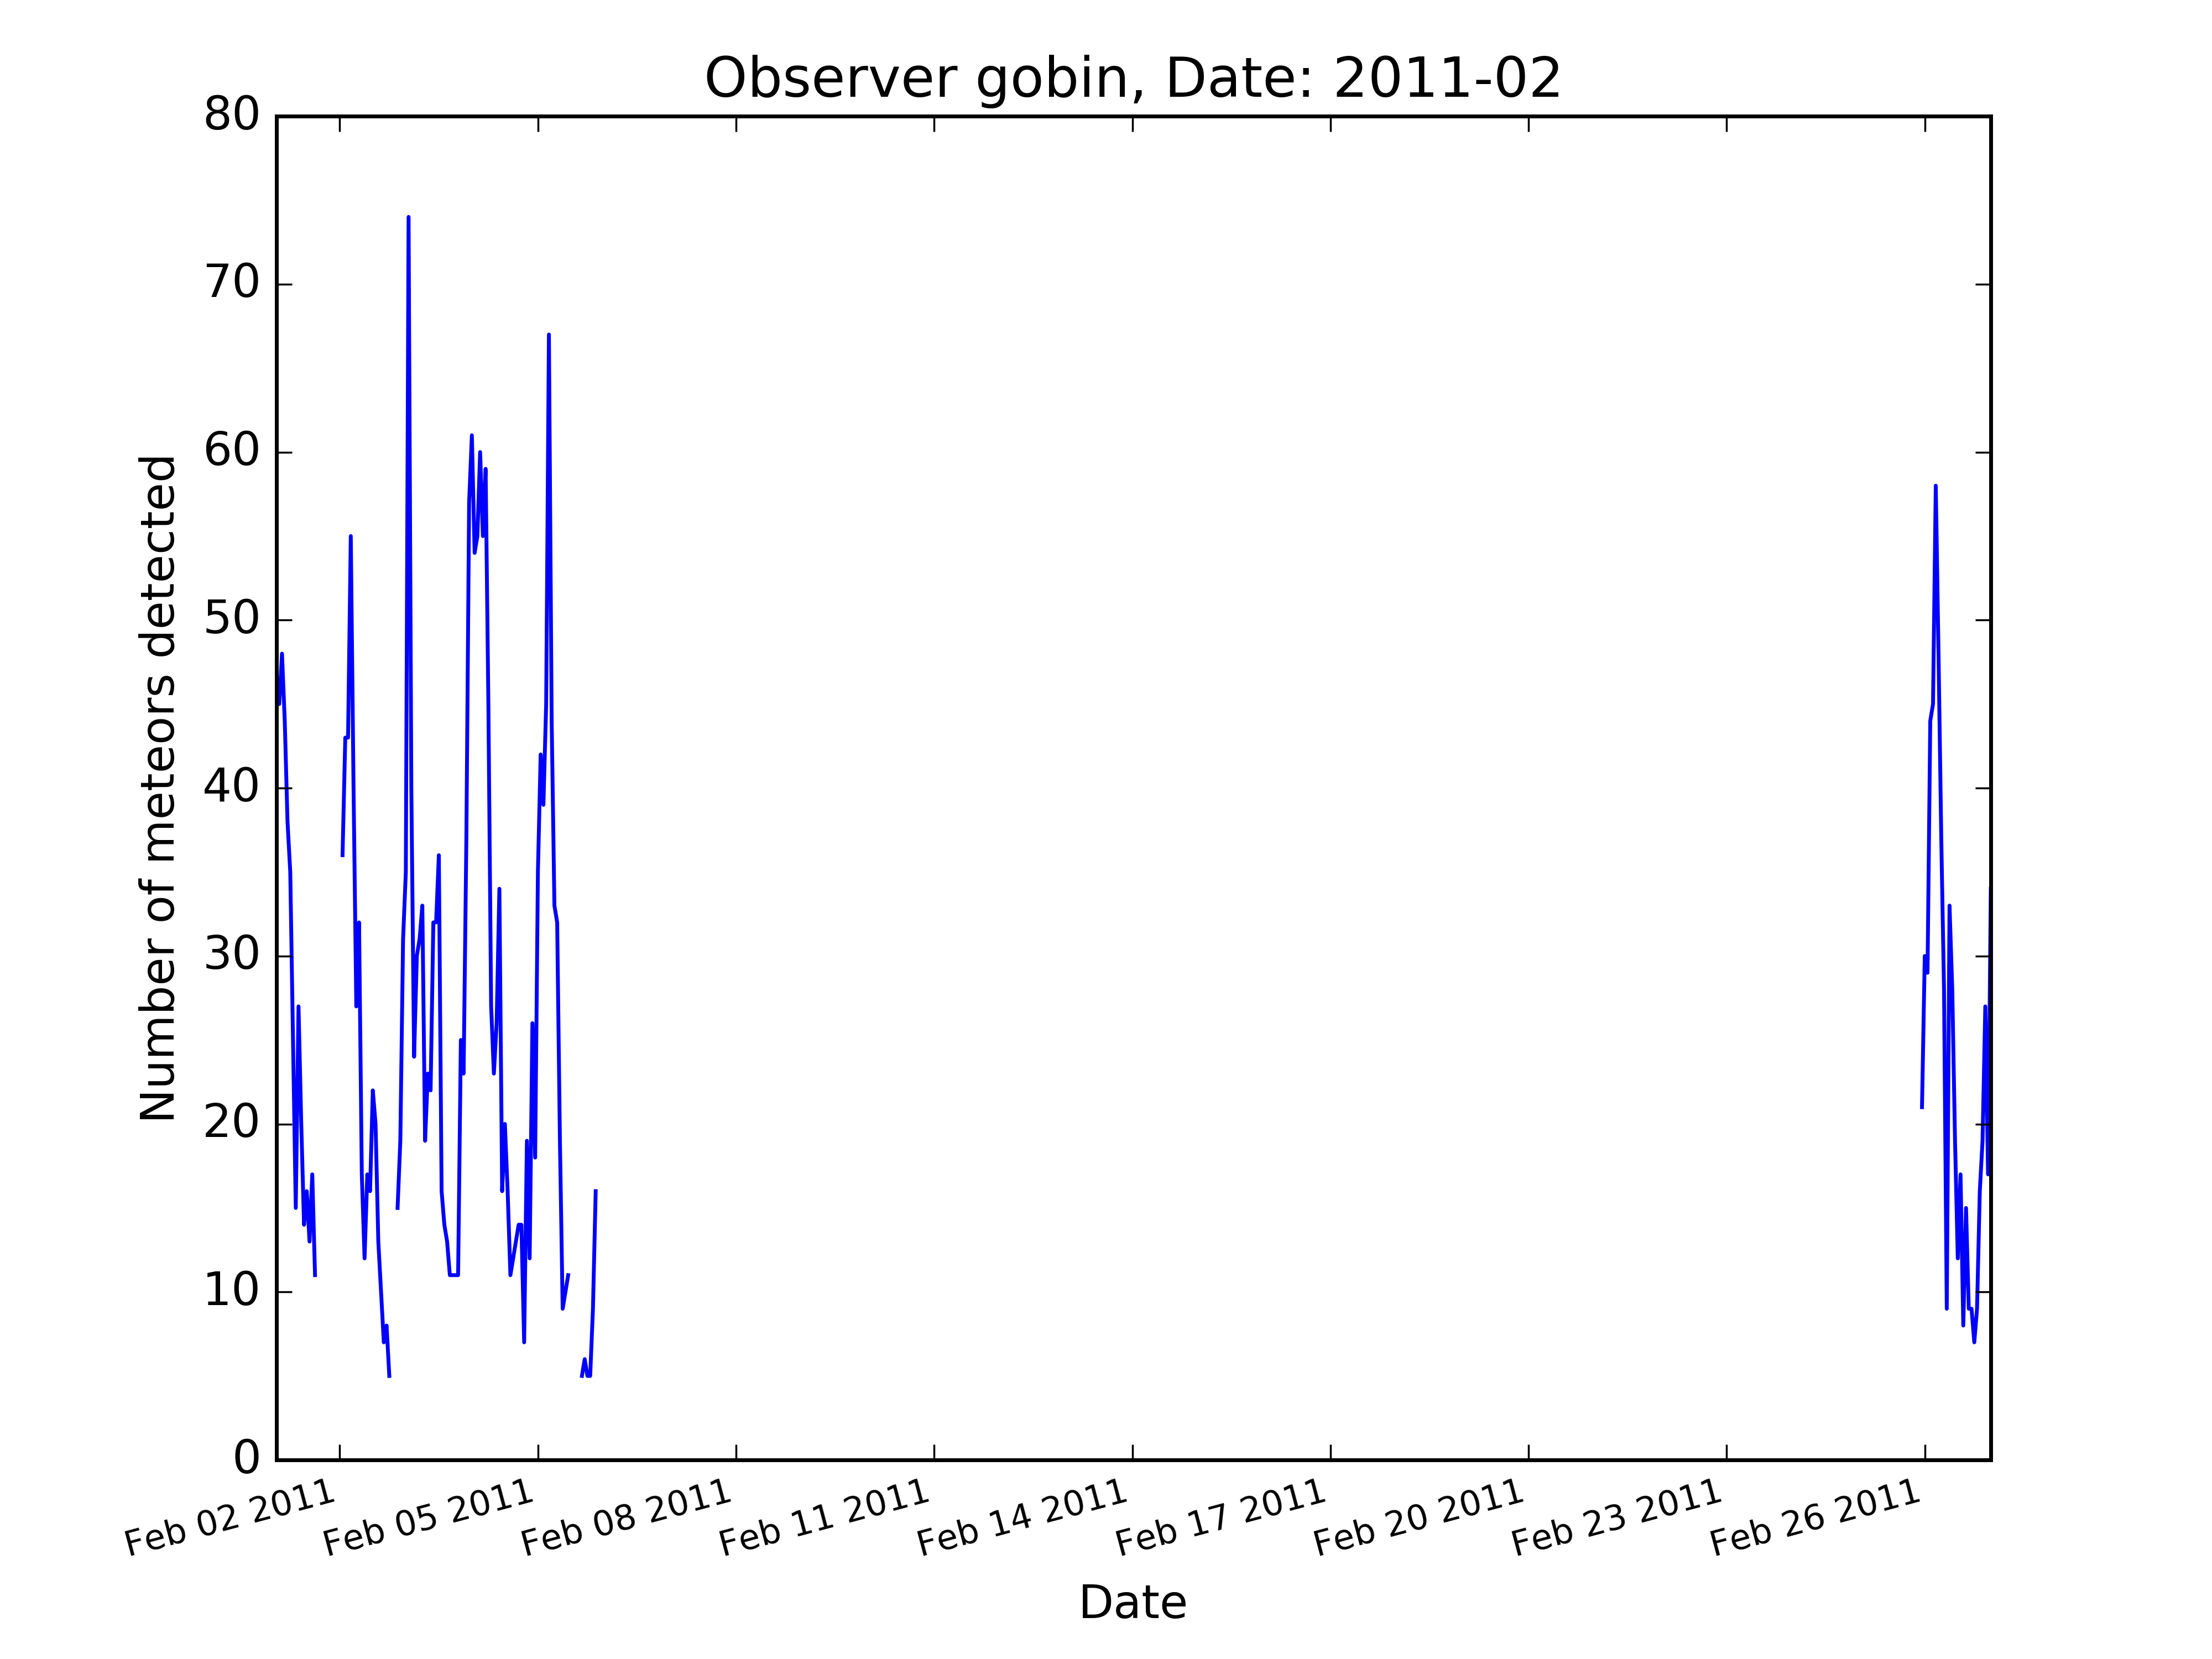 Observer gobin, Date: 2011-02
80
70
60
50
40
30
20
10
0
Number of meteors detected
Feb 02 2011
Feb 05 2011
Feb 08 2011
Feb 11 2011
Feb 14 2011
Feb 17 2011
Feb 20 2011
Feb 23 2011
Feb 26 2011
Date